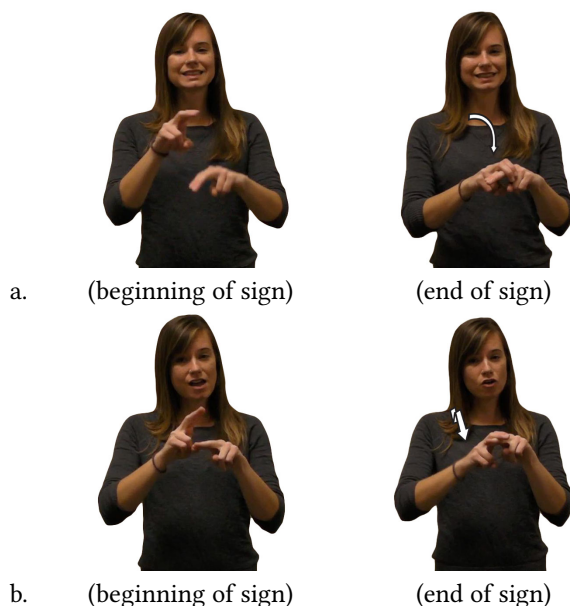 a. (beginning of sign) (end of sign)
b. (beginning of sign) (end of sign)